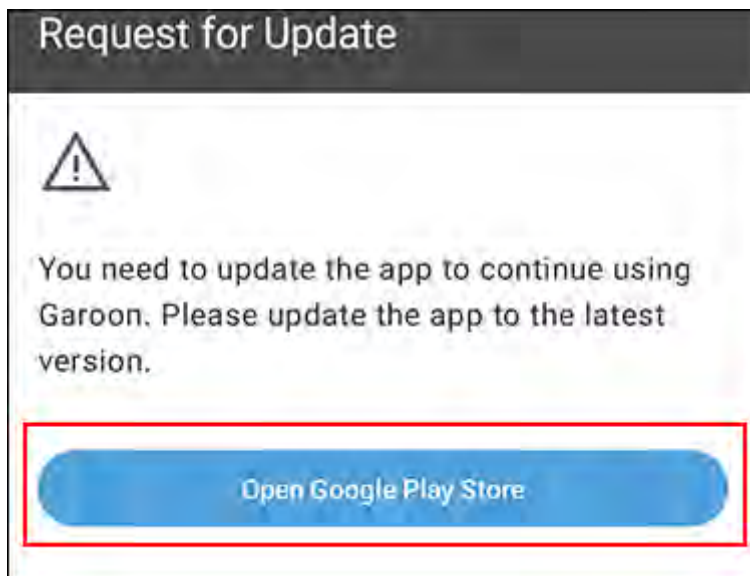 Request for Update
You need to update the app to continue using
Garoon. Please update the app to the latest
version.
Open Google Play Store